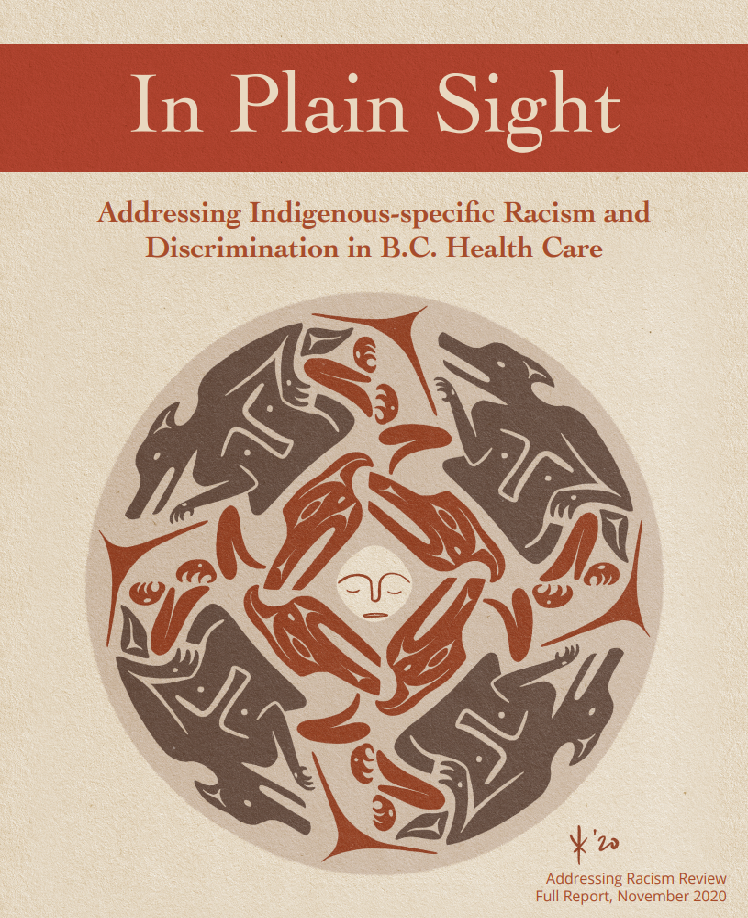 In Plain Sight
Addressing Indigenous-specific Racism and
Discrimination in B.C. Health Care
'20
Addressing Racism Review
Full Report, November 2020